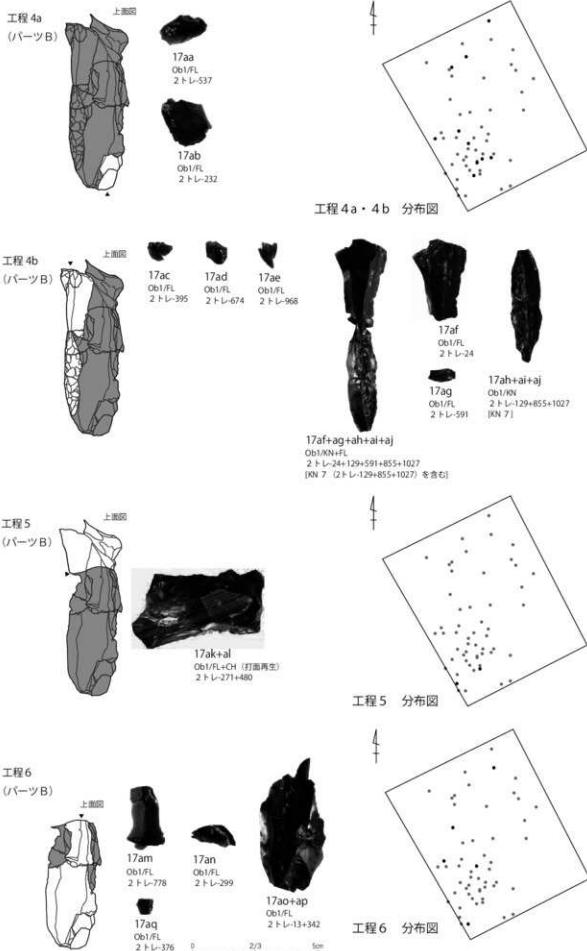 工程4a
(パーツB)
上面図
17aa
Ob1/FL
2トレ-537
17ab
Ob1/FL
2トレ-232
工程4a・4b 分布図
工程4b
(パーツB)
上面図
17ac
Ob1/FL
2トレ-395
17ad
Ob1/FL
2トレ-674
17ae
Ob1/FL
2トレ-968
17af
Ob1/FL
2トレ-24
17ag
Ob1/FL
2トレ-591
17ah+ai+aj
Ob1/KN
2トレ-129+855+1027
[KN 7]
17af+ag+ah+ai+aj
Ob1/KN+FL
2トレ-24+129+591+855+1027
[KN 7 (2トレ-129+855+1027) を含む]
工程5
(パーツB)
上面図
17ak+al
Ob1/FL+CH (打面再生)
2トレ-271+480
工程5 分布図
工程6
(パーツB)
上面図
17am
Ob1/FL
2トレ-778
17an
Ob1/FL
2トレ-299
17ao+ap
Ob1/FL
2トレ-13+342
17aq
Ob1/FL
2トレ-376
0 2/3 5cm
工程6 分布図